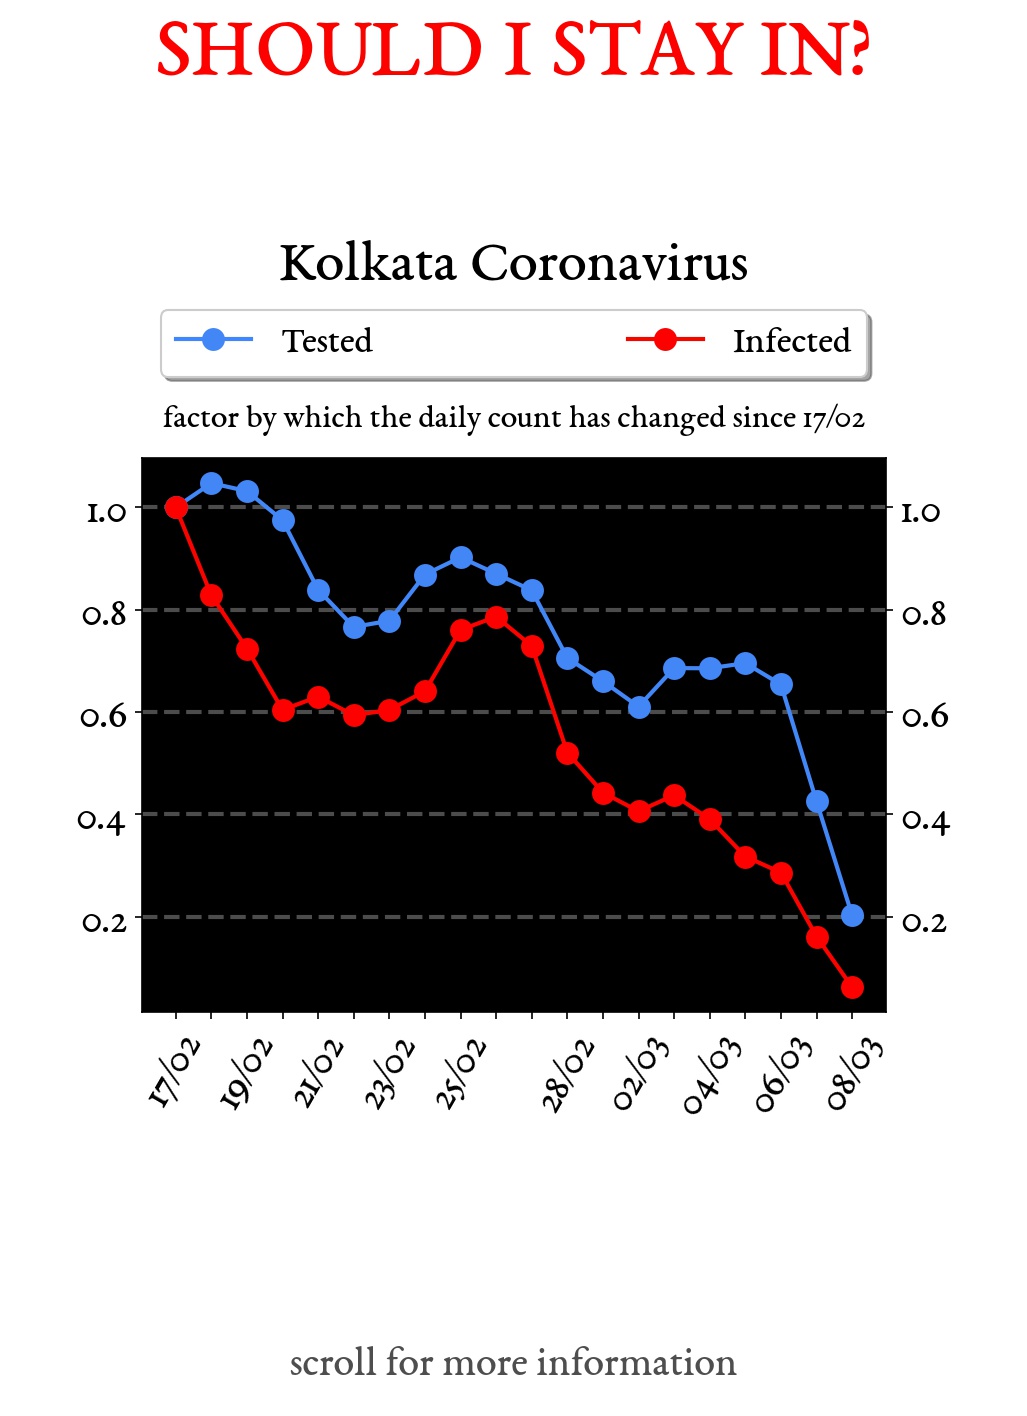 SHOULD I STAY IN?
Kolkata Coronavirus
Tested Infected
factor by which the daily count has changed since 17/02
1.0 1.0
0.8 0.8
0.6 0.6
0.4 0.4
0.2 0.2
17/02 19/02 21/02 23/02 25/02 28/02 02/03 04/03 06/03 08/03
scroll for more information